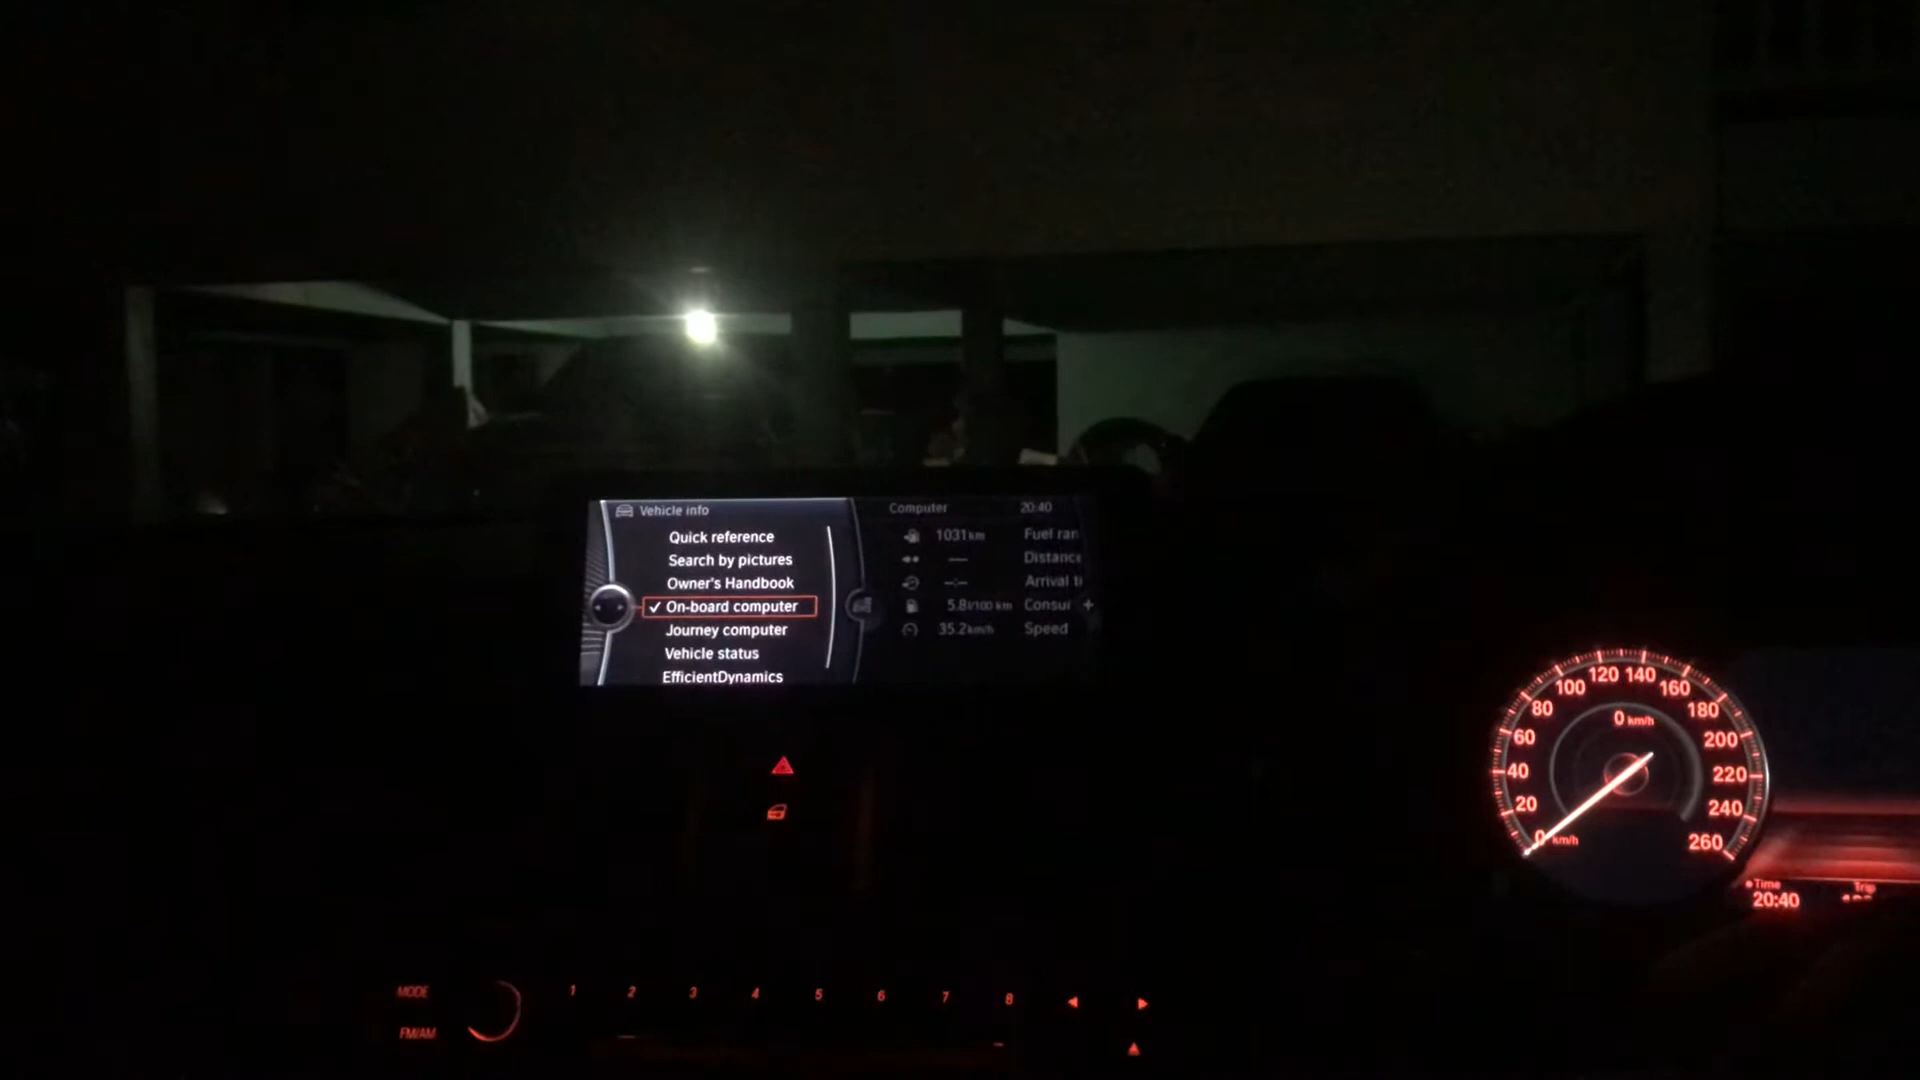 Vehicle info
Quick reference
Search by pictures
Owner's Handbook
On-board computer
Journey computer
Vehicle status
EfficientDynamics
Computer 20:40
1031 km Fuel ran
--- Distance
--:-- Arrival ti
5.8 l/100 km Consu +
35.2 km/h Speed
0 20 40 60 80 100 120 140 160 180 200 220 240 260
0 km/h
km/h
Time Trip
20:40
MODE 1 2 3 4 5 6 7 8
FM/AM